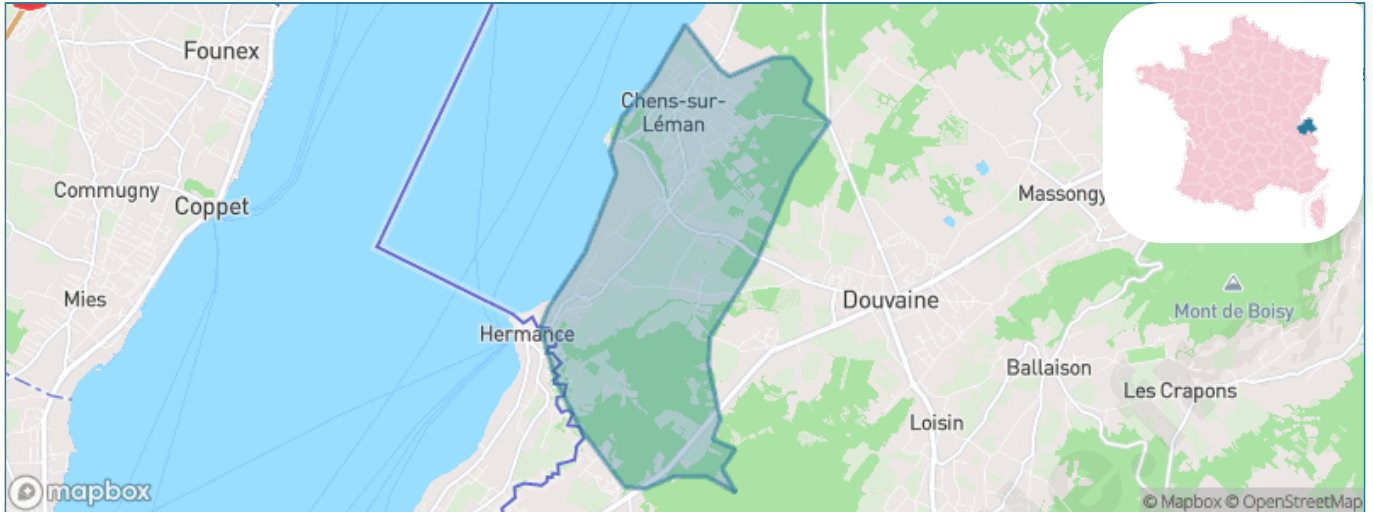 Founex
Chens-sur-
Léman
Commugny
Coppet
Massongy
Mies
Douvaine
Mont de Boisy
Hermance
Ballaison
Les Crapons
Loisin
mapbox
© Mapbox © OpenStreetMap